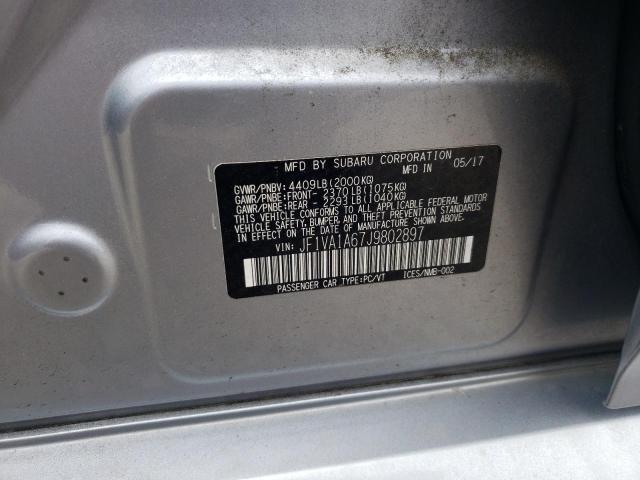 MFD BY SUBARU CORPORATION
MFD IN 05/17
GVWR/PNBV: 4409LB(2000KG)
GAWR/PNBE:FRONT- 2370LB(1075KG)
GAWR/PNBE:REAR - 2293LB(1040KG)
THIS VEHICLE CONFORMS TO ALL APPLICABLE FEDERAL MOTOR
VEHICLE SAFETY, BUMPER AND THEFT PREVENTION STANDARDS
IN EFFECT ON THE DATE OF MANUFACTURE SHOWN ABOVE.
VIN: JF1VA1A67J9802897
PASSENGER CAR TYPE:PC/VT ICES/NMB-002